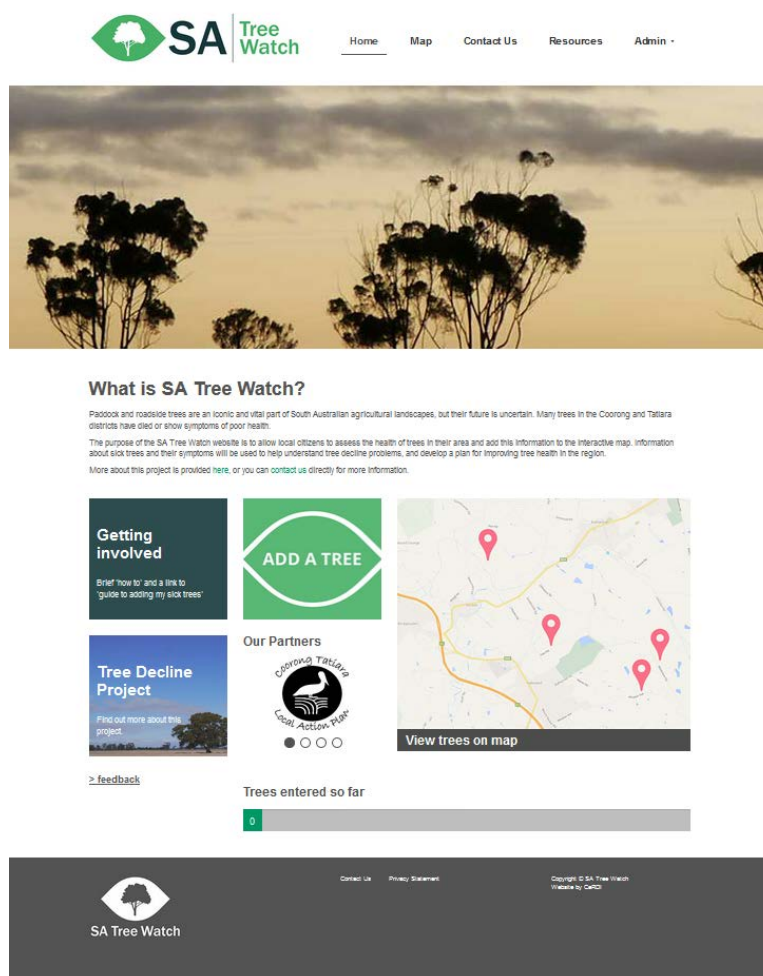 SA Tree Watch
Home Map Contact Us Resources Admin
What is SA Tree Watch?
Paddock and roadside trees are an iconic and vital part of South Australian agricultural landscapes, but their future is uncertain. Many trees in the Coorong and Tatiara
districts have died or show symptoms of poor health.
The purpose of the SA Tree Watch website is to allow local citizens to assess the health of trees in their area and add this information to the interactive map. Information
about sick trees and their symptoms will be used to help understand tree decline problems, and develop a plan for improving tree health in the region.
More about this project is provided here, or you can contact us directly for more information.
Getting
involved
Brief 'how to' and a link to
'guide to adding my sick trees'
ADD A TREE
Tree Decline
Project
Find out more about this
project
Our Partners
Coorong Tatiara
Local Action Plan
View trees on map
> feedback
Trees entered so far
0
SA Tree Watch
Contact Us Privacy Statement
Copyright © SA Tree Watch
Website by CeRDI